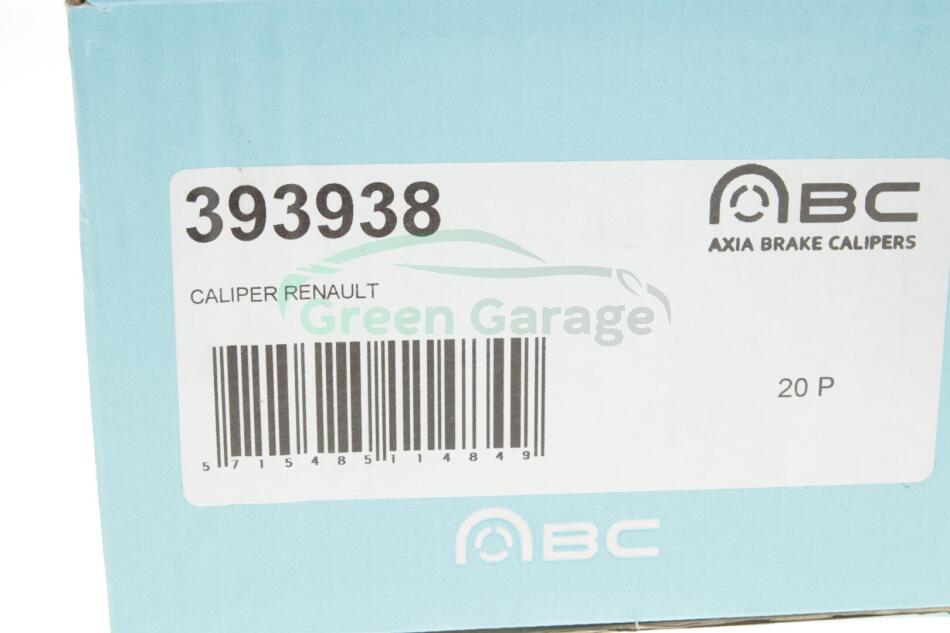 393938
ABC
AXIA BRAKE CALIPERS
CALIPER RENAULT
Green Garage
20 P
5 715485 114849
ABC